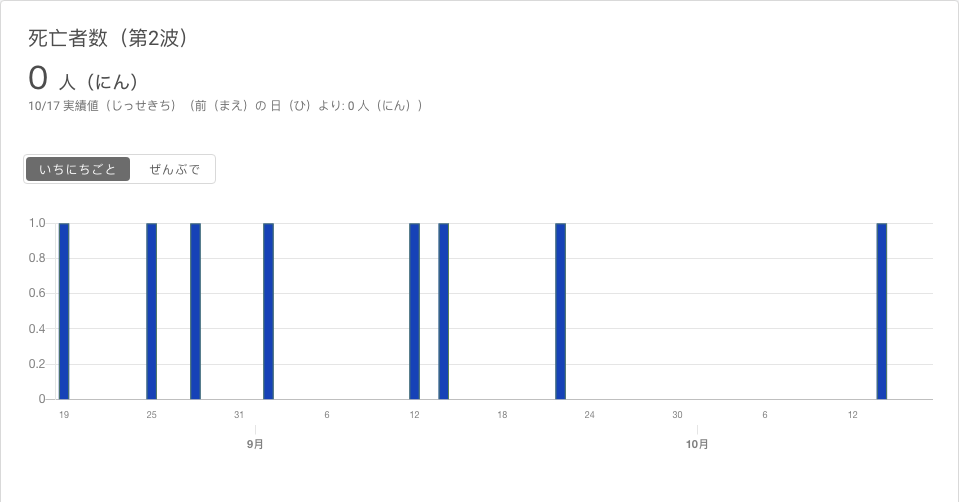 死亡者数（第2波）
0 人（にん）
10/17 実績値（じっせきち）（前（まえ）の 日（ひ）より: 0 人（にん））
いちにちごと ぜんぶで
1.0
0.8
0.6
0.4
0.2
0
19 25 31 6 12 18 24 30 6 12
9月 10月